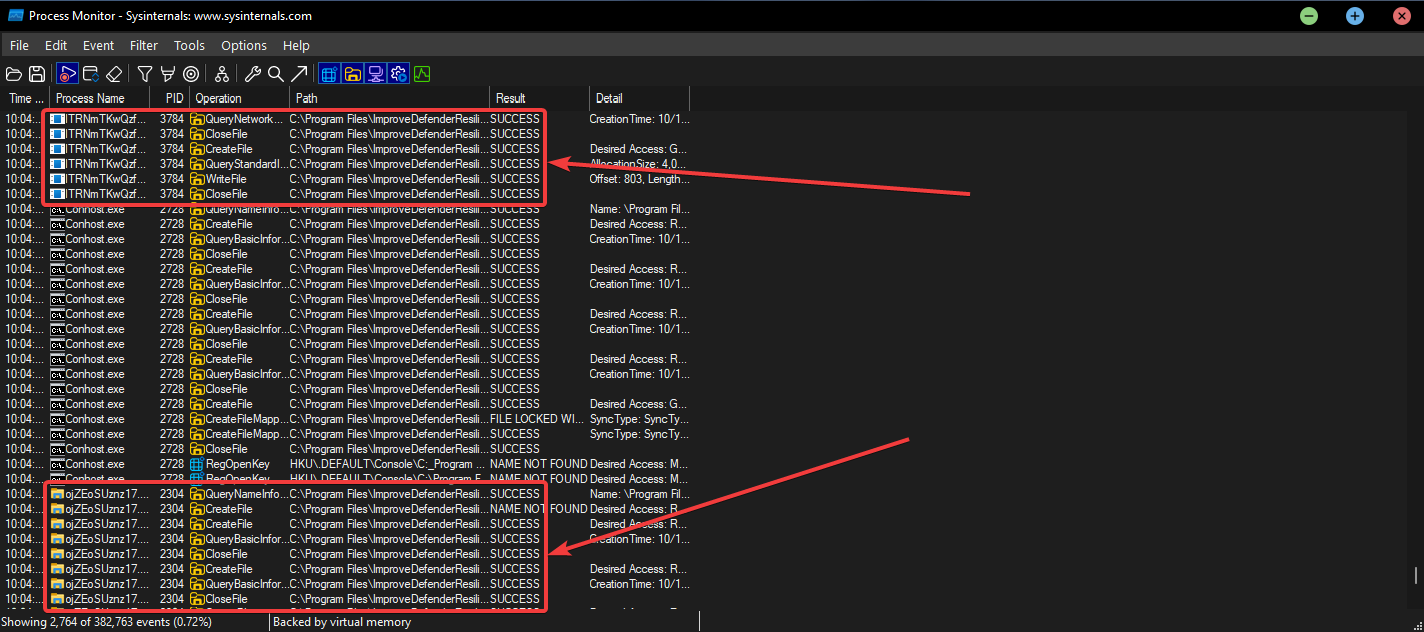 Process Monitor - Sysinternals: www.sysinternals.com
File Edit Event Filter Tools Options Help
Time ... Process Name PID Operation Path Result Detail
10:04:... ITRNmTKwQzf... 3784 QueryNetwork... C:\Program Files\ImproveDefenderResili... SUCCESS CreationTime: 10/1...
10:04:... ITRNmTKwQzf... 3784 CloseFile C:\Program Files\ImproveDefenderResili... SUCCESS
10:04:... ITRNmTKwQzf... 3784 CreateFile C:\Program Files\ImproveDefenderResili... SUCCESS Desired Access: G...
10:04:... ITRNmTKwQzf... 3784 QueryStandardI... C:\Program Files\ImproveDefenderResili... SUCCESS AllocationSize: 4,0...
10:04:... ITRNmTKwQzf... 3784 WriteFile C:\Program Files\ImproveDefenderResili... SUCCESS Offset: 803, Length...
10:04:... ITRNmTKwQzf... 3784 CloseFile C:\Program Files\ImproveDefenderResili... SUCCESS
10:04:... Conhost.exe 2728 QueryNameInfo... C:\Program Files\ImproveDefenderResili... SUCCESS Name: \Program Fil...
10:04:... Conhost.exe 2728 CreateFile C:\Program Files\ImproveDefenderResili... SUCCESS Desired Access: R...
10:04:... Conhost.exe 2728 QueryBasicInfor... C:\Program Files\ImproveDefenderResili... SUCCESS CreationTime: 10/1...
10:04:... Conhost.exe 2728 CloseFile C:\Program Files\ImproveDefenderResili... SUCCESS
10:04:... Conhost.exe 2728 CreateFile C:\Program Files\ImproveDefenderResili... SUCCESS Desired Access: R...
10:04:... Conhost.exe 2728 QueryBasicInfor... C:\Program Files\ImproveDefenderResili... SUCCESS CreationTime: 10/1...
10:04:... Conhost.exe 2728 CloseFile C:\Program Files\ImproveDefenderResili... SUCCESS
10:04:... Conhost.exe 2728 CreateFile C:\Program Files\ImproveDefenderResili... SUCCESS Desired Access: R...
10:04:... Conhost.exe 2728 QueryBasicInfor... C:\Program Files\ImproveDefenderResili... SUCCESS CreationTime: 10/1...
10:04:... Conhost.exe 2728 CloseFile C:\Program Files\ImproveDefenderResili... SUCCESS
10:04:... Conhost.exe 2728 CreateFile C:\Program Files\ImproveDefenderResili... SUCCESS Desired Access: R...
10:04:... Conhost.exe 2728 QueryBasicInfor... C:\Program Files\ImproveDefenderResili... SUCCESS CreationTime: 10/1...
10:04:... Conhost.exe 2728 CloseFile C:\Program Files\ImproveDefenderResili... SUCCESS
10:04:... Conhost.exe 2728 CreateFile C:\Program Files\ImproveDefenderResili... SUCCESS Desired Access: G...
10:04:... Conhost.exe 2728 CreateFileMapp... C:\Program Files\ImproveDefenderResili... FILE LOCKED WI... SyncType: SyncTy...
10:04:... Conhost.exe 2728 CreateFileMapp... C:\Program Files\ImproveDefenderResili... SUCCESS SyncType: SyncTy...
10:04:... Conhost.exe 2728 CloseFile C:\Program Files\ImproveDefenderResili... SUCCESS
10:04:... Conhost.exe 2728 RegOpenKey HKU\.DEFAULT\Console\C:_Program ... NAME NOT FOUND Desired Access: M...
10:04:... Conhost.exe 2728 RegOpenKey HKU\.DEFAULT\Console\C:\Program F... NAME NOT FOUND Desired Access: M...
10:04:... ojZEoSUznz17.... 2304 QueryNameInfo... C:\Program Files\ImproveDefenderResili... SUCCESS Name: \Program Fil...
10:04:... ojZEoSUznz17.... 2304 CreateFile C:\Program Files\ImproveDefenderResili... NAME NOT FOUND Desired Access: R...
10:04:... ojZEoSUznz17.... 2304 CreateFile C:\Program Files\ImproveDefenderResili... SUCCESS Desired Access: R...
10:04:... ojZEoSUznz17.... 2304 QueryBasicInfor... C:\Program Files\ImproveDefenderResili... SUCCESS CreationTime: 10/1...
10:04:... ojZEoSUznz17.... 2304 CloseFile C:\Program Files\ImproveDefenderResili... SUCCESS
10:04:... ojZEoSUznz17.... 2304 CreateFile C:\Program Files\ImproveDefenderResili... SUCCESS Desired Access: R...
10:04:... ojZEoSUznz17.... 2304 QueryBasicInfor... C:\Program Files\ImproveDefenderResili... SUCCESS CreationTime: 10/1...
10:04:... ojZEoSUznz17.... 2304 CloseFile C:\Program Files\ImproveDefenderResili... SUCCESS
Showing 2,764 of 382,763 events (0.72%) Backed by virtual memory